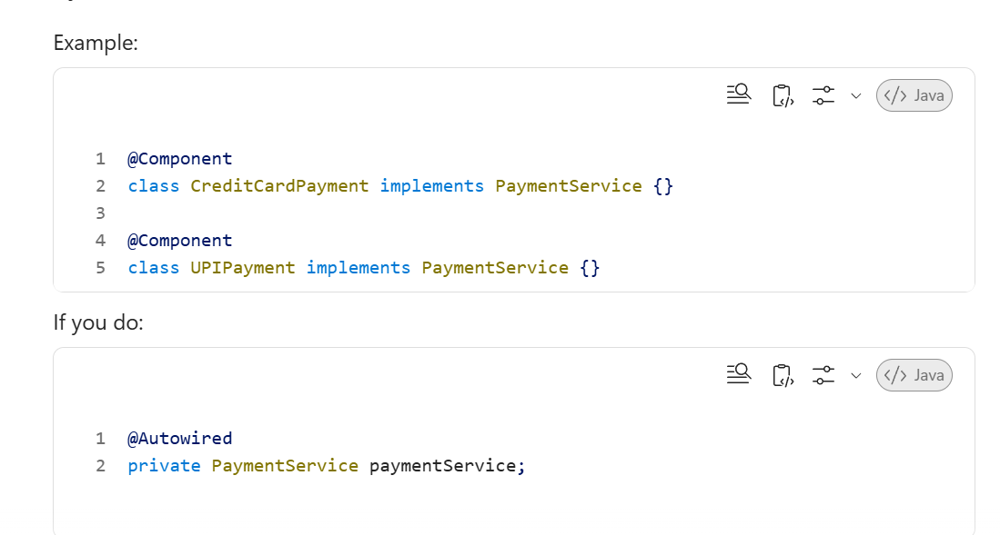 Example:
</> Java
1 @Component
2 class CreditCardPayment implements PaymentService {}
3
4 @Component
5 class UPIPayment implements PaymentService {}
If you do:
</> Java
1 @Autowired
2 private PaymentService paymentService;